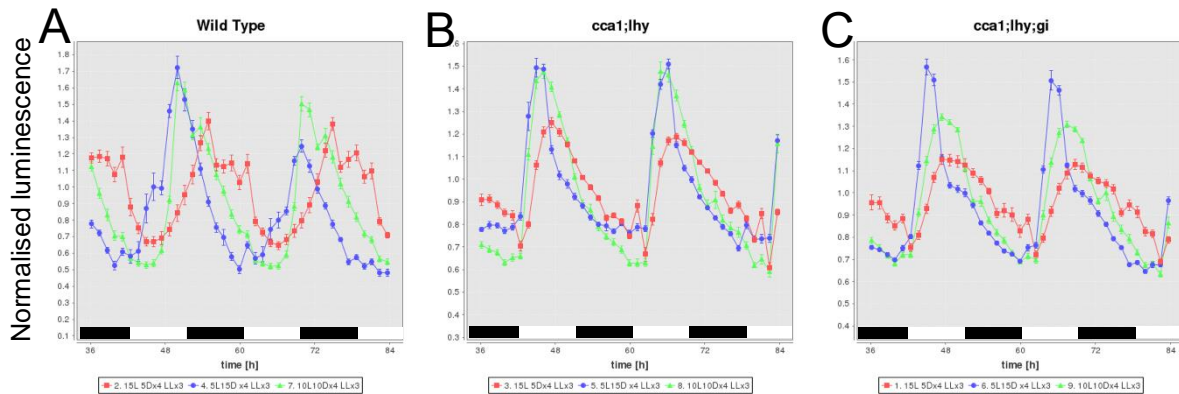 A
Wild Type
B
cca1;lhy
C
cca1;lhy;gi
Normalised luminescence
1.8
1.7
1.6
1.5
1.4
1.3
1.2
1.1
1.0
0.9
0.8
0.7
0.6
0.5
0.4
0.3
0.2
0.1
36 48 60 72 84
time [h]
2. 15L 5Dx4 LLx3 4. 5L15D x4 LLx3 7. 10L10Dx4 LLx3
1.6
1.5
1.4
1.3
1.2
1.1
1.0
0.9
0.8
0.7
0.6
0.5
0.4
0.3
36 48 60 72 84
time [h]
3. 15L 5Dx4 LLx3 5. 5L15D x4 LLx3 8. 10L10Dx4 LLx3
1.6
1.5
1.4
1.3
1.2
1.1
1.0
0.9
0.8
0.7
0.6
0.5
0.4
36 48 60 72 84
time [h]
1. 15L 5Dx4 LLx3 6. 5L15D x4 LLx3 9. 10L10Dx4 LLx3